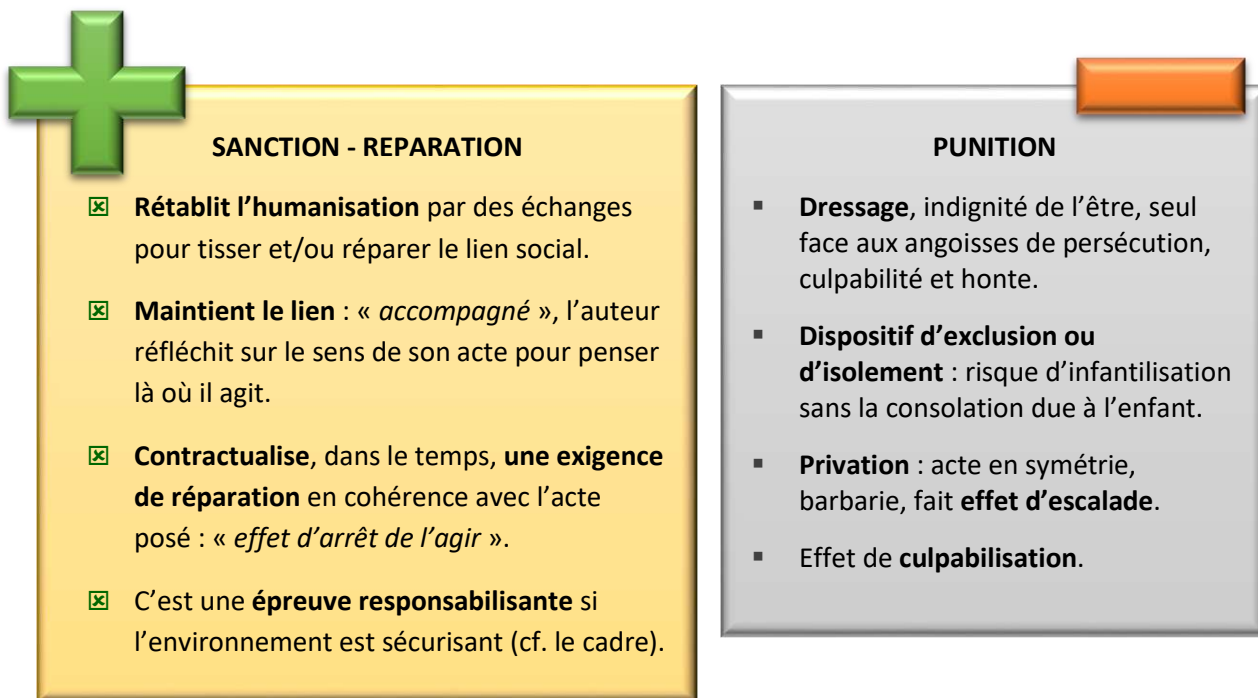 SANCTION - REPARATION
Rétablit l’humanisation par des échanges
pour tisser et/ou réparer le lien social.
Maintient le lien : « accompagné », l’auteur
réfléchit sur le sens de son acte pour penser
là où il agit.
Contractualise, dans le temps, une exigence
de réparation en cohérence avec l’acte
posé : « effet d’arrêt de l’agir ».
C’est une épreuve responsabilisante si
l’environnement est sécurisant (cf. le cadre).
PUNITION
Dressage, indignité de l’être, seul
face aux angoisses de persécution,
culpabilité et honte.
Dispositif d’exclusion ou
d’isolement : risque d’infantilisation
sans la consolation due à l’enfant.
Privation : acte en symétrie,
barbarie, fait effet d’escalade.
Effet de culpabilisation.